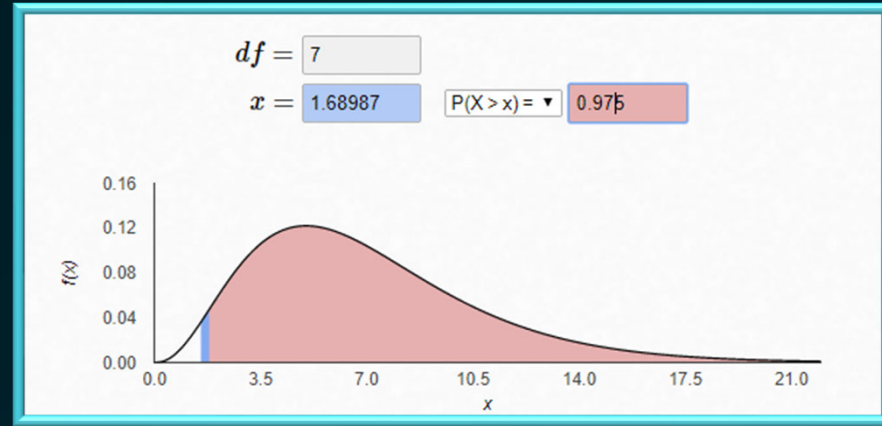 df = 7
x = 1.68987 P(X > x) = ▼ 0.975
0.16
0.12
0.08
0.04
0.00
f(x)
0.0 3.5 7.0 10.5 14.0 17.5 21.0
x